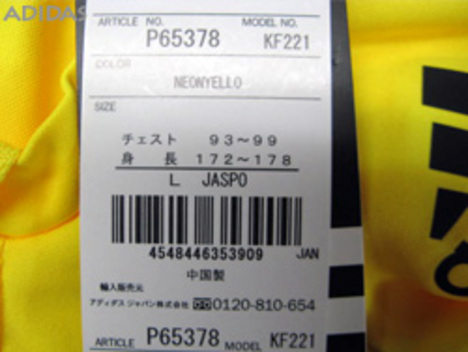 ADIDAS
ARTICLE NO. MODEL NO.
P65378 KF221
COLOR
NEONYELLO
SIZE
チェスト 93～99
身 長 172～178
L JASPO
4548446353909 JAN
中国製
輸入販売元
アディダス ジャパン株式会社 0120-810-654
ARTICLE P65378 MODEL KF221